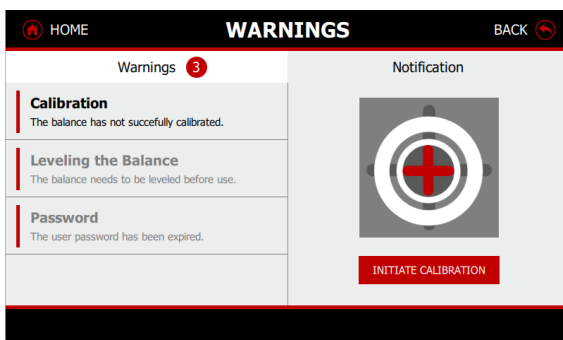 HOME
WARNINGS
BACK
Warnings 3
Notification
Calibration
The balance has not succefully calibrated.
Leveling the Balance
The balance needs to be leveled before use.
Password
The user password has been expired.
INITIATE CALIBRATION